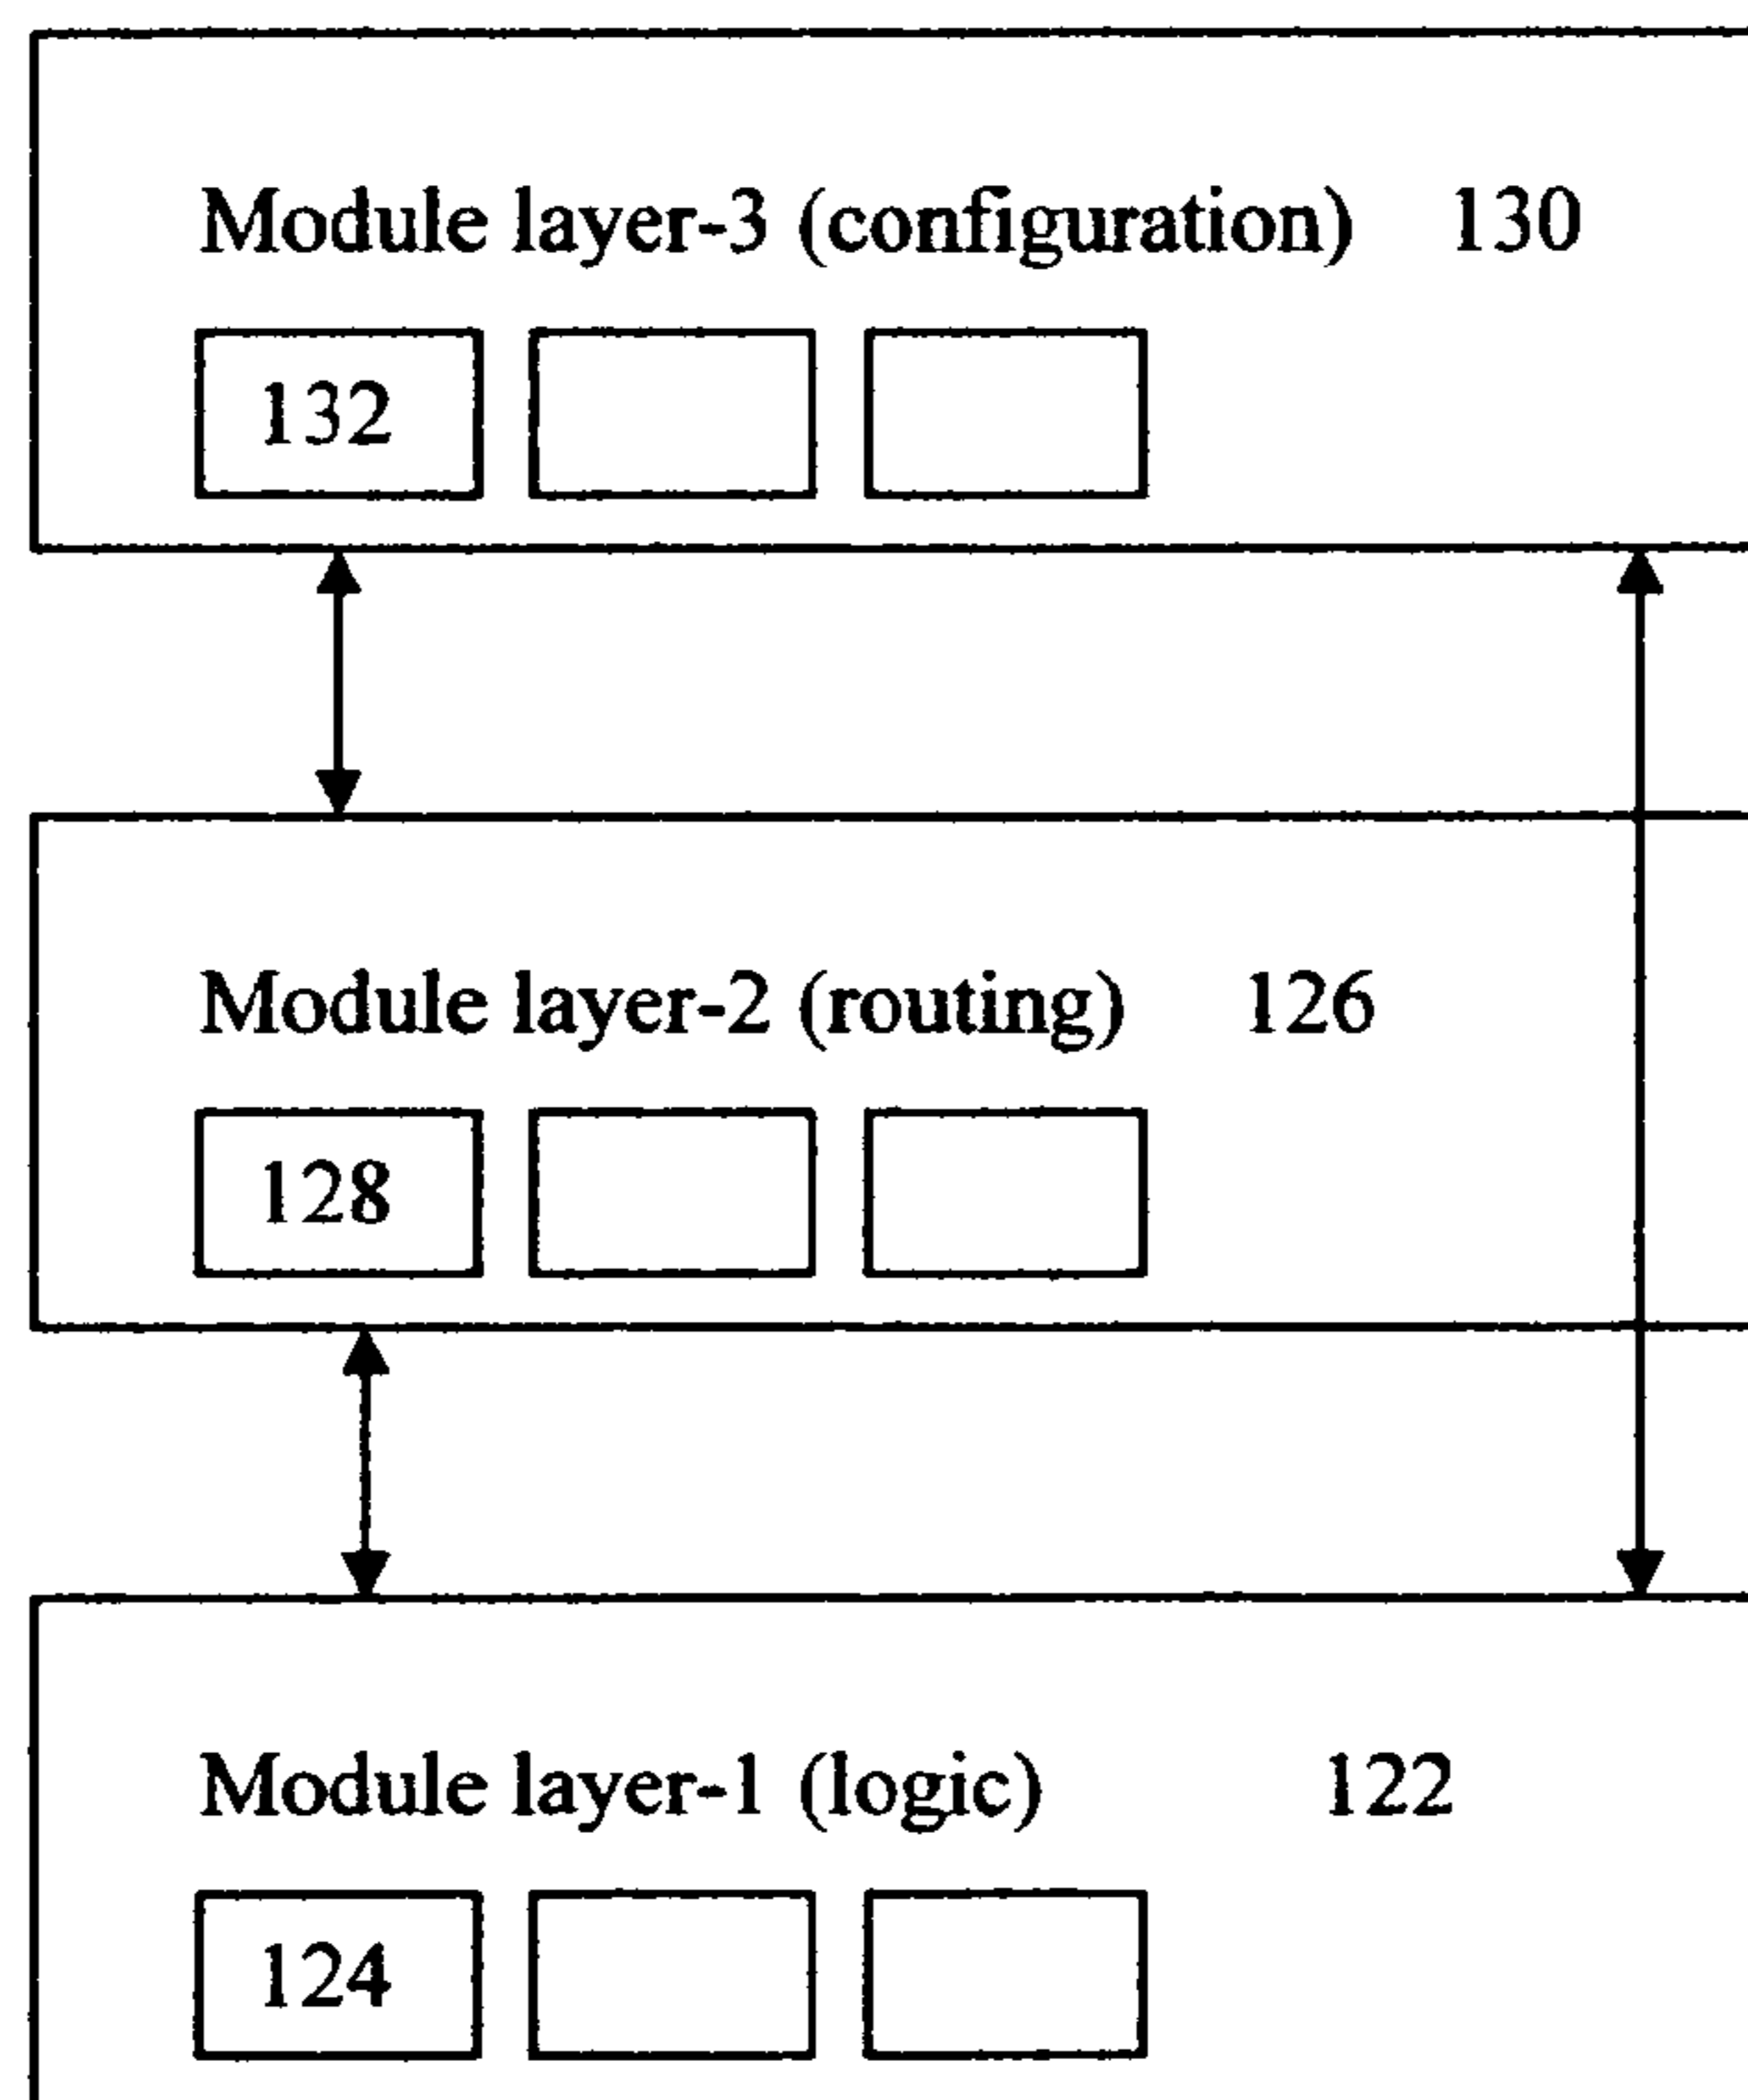 Module layer-3 (configuration) 130
132
Module layer-2 (routing) 126
128
Module layer-1 (logic) 122
124